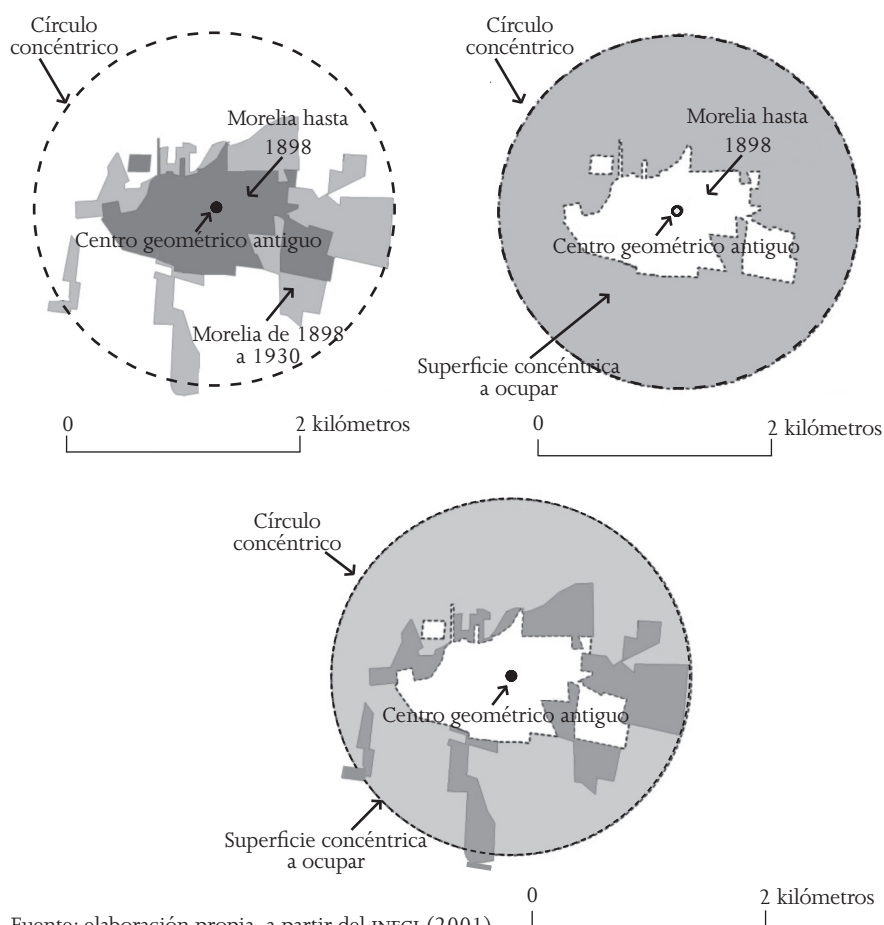 Círculo
concéntrico
Morelia hasta
1898
Centro geométrico antiguo
Morelia de 1898
a 1930
0
2 kilómetros
Círculo
concéntrico
Morelia hasta
1898
Centro geométrico antiguo
Superficie concéntrica
a ocupar
0
2 kilómetros
Círculo
concéntrico
Centro geométrico antiguo
Superficie concéntrica
a ocupar
0
2 kilómetros
Fuente: elaboración propia, a partir del INEGI (2001)